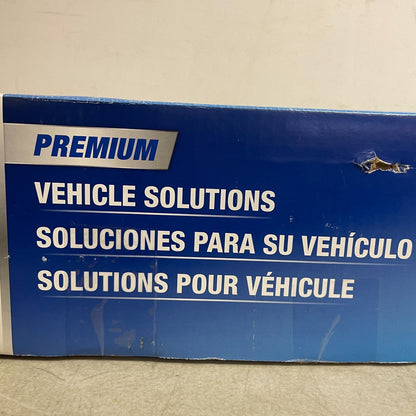 PREMIUM
VEHICLE SOLUTIONS
SOLUCIONES PARA SU VEHÍCULO
SOLUTIONS POUR VÉHICULE